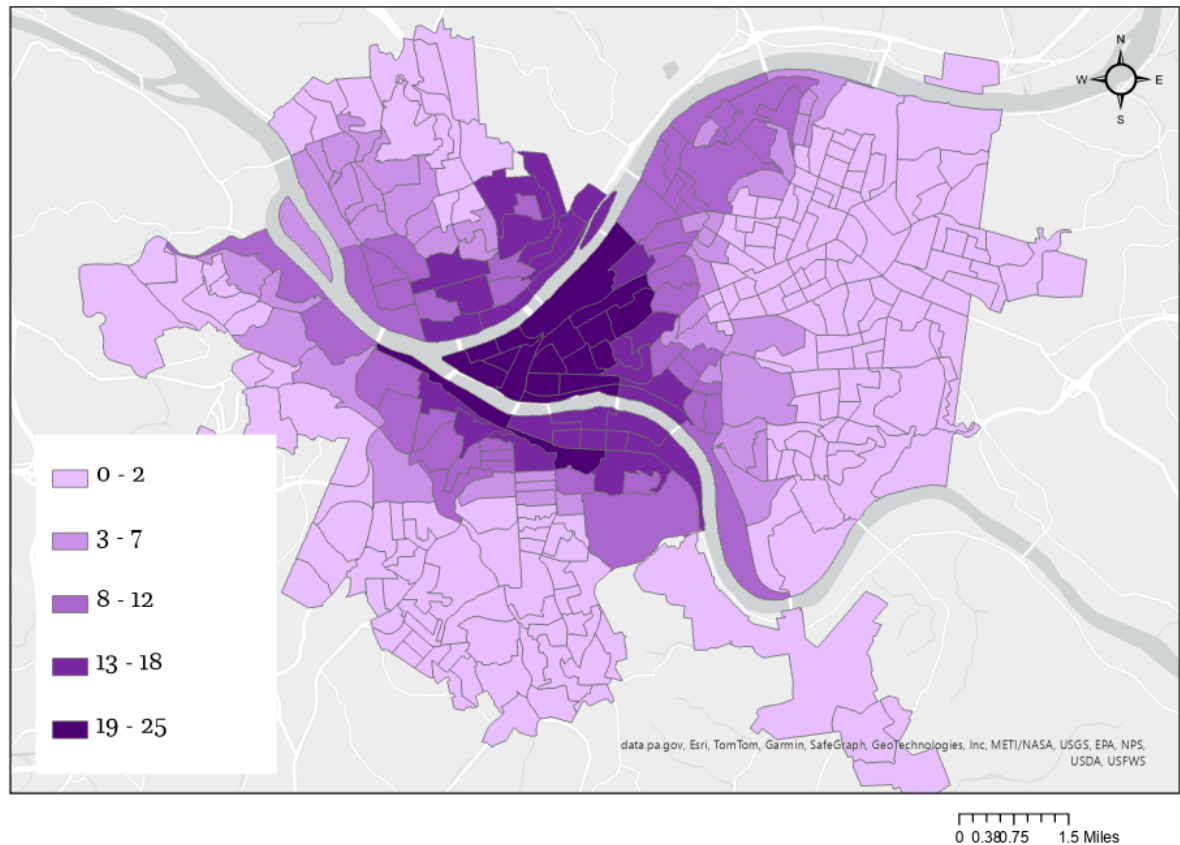 N
W E
S
0 - 2
3 - 7
8 - 12
13 - 18
19 - 25
data.pa.gov, Esri, TomTom, Garmin, SafeGraph, GeoTechnologies, Inc, METI/NASA, USGS, EPA, NPS,
USDA, USFWS
0 0.380.75 1.5 Miles